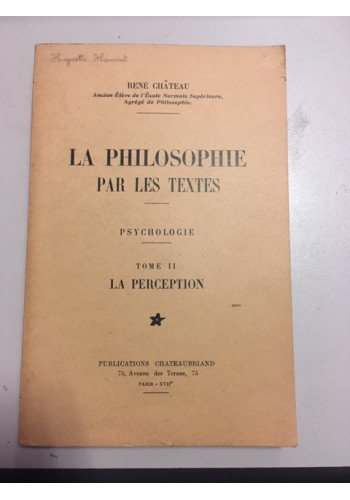 RENÉ CHÂTEAU
Ancien Élève de l'École Normale Supérieure,
Agrégé de Philosophie.
LA PHILOSOPHIE
PAR LES TEXTES
PSYCHOLOGIE
TOME II
LA PERCEPTION
PUBLICATIONS CHATEAUBRIAND
75, Avenue des Ternes, 75
PARIS - XVIIe